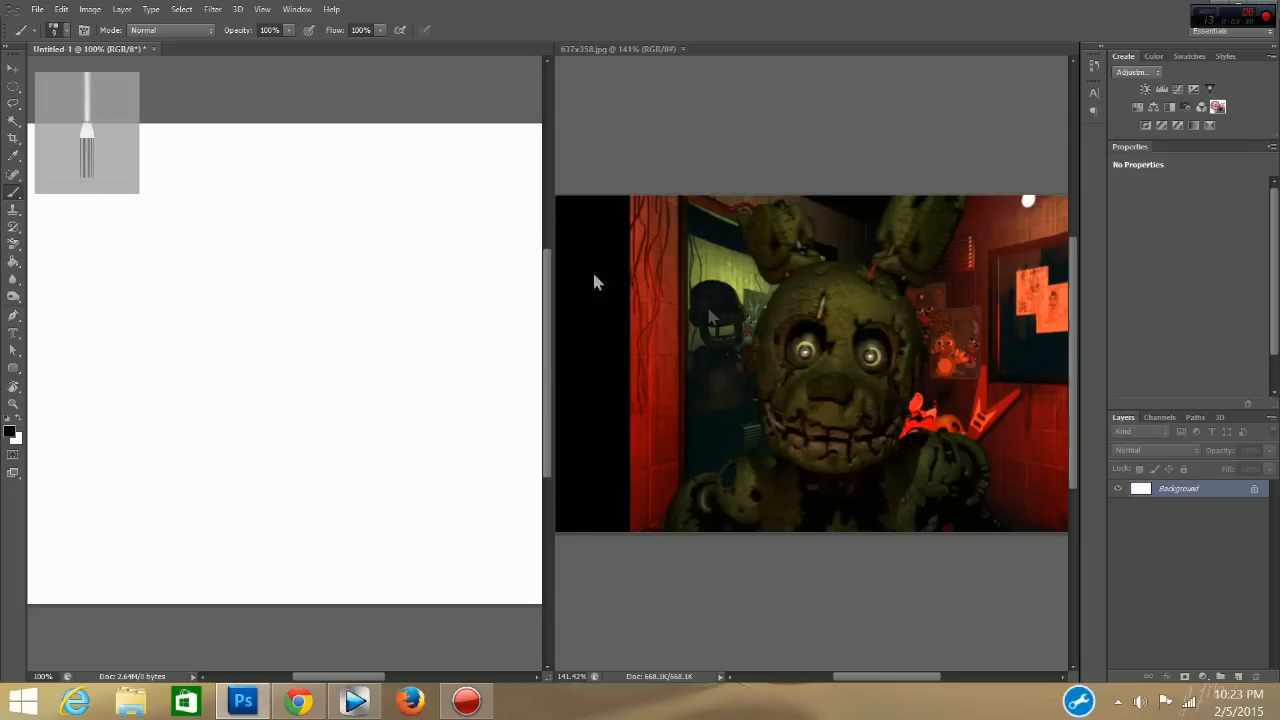 Ps File Edit Image Layer Type Select Filter 3D View Window Help
Mode: Normal Opacity: 100% Flow: 100%
Essentials
Untitled-1 @ 100% (RGB/8*) * ×
637x358.jpg @ 141% (RGB/8#) ×
Create Color Swatches Styles
Adjustm...
Properties
No Properties
Layers Channels Paths 3D
Kind
Normal Opacity:
Lock: Fill:
Background
100% Doc: 2.64M/0 bytes
141.42% Doc: 668.1K/668.1K
Ps
10:23 PM
2/5/2015